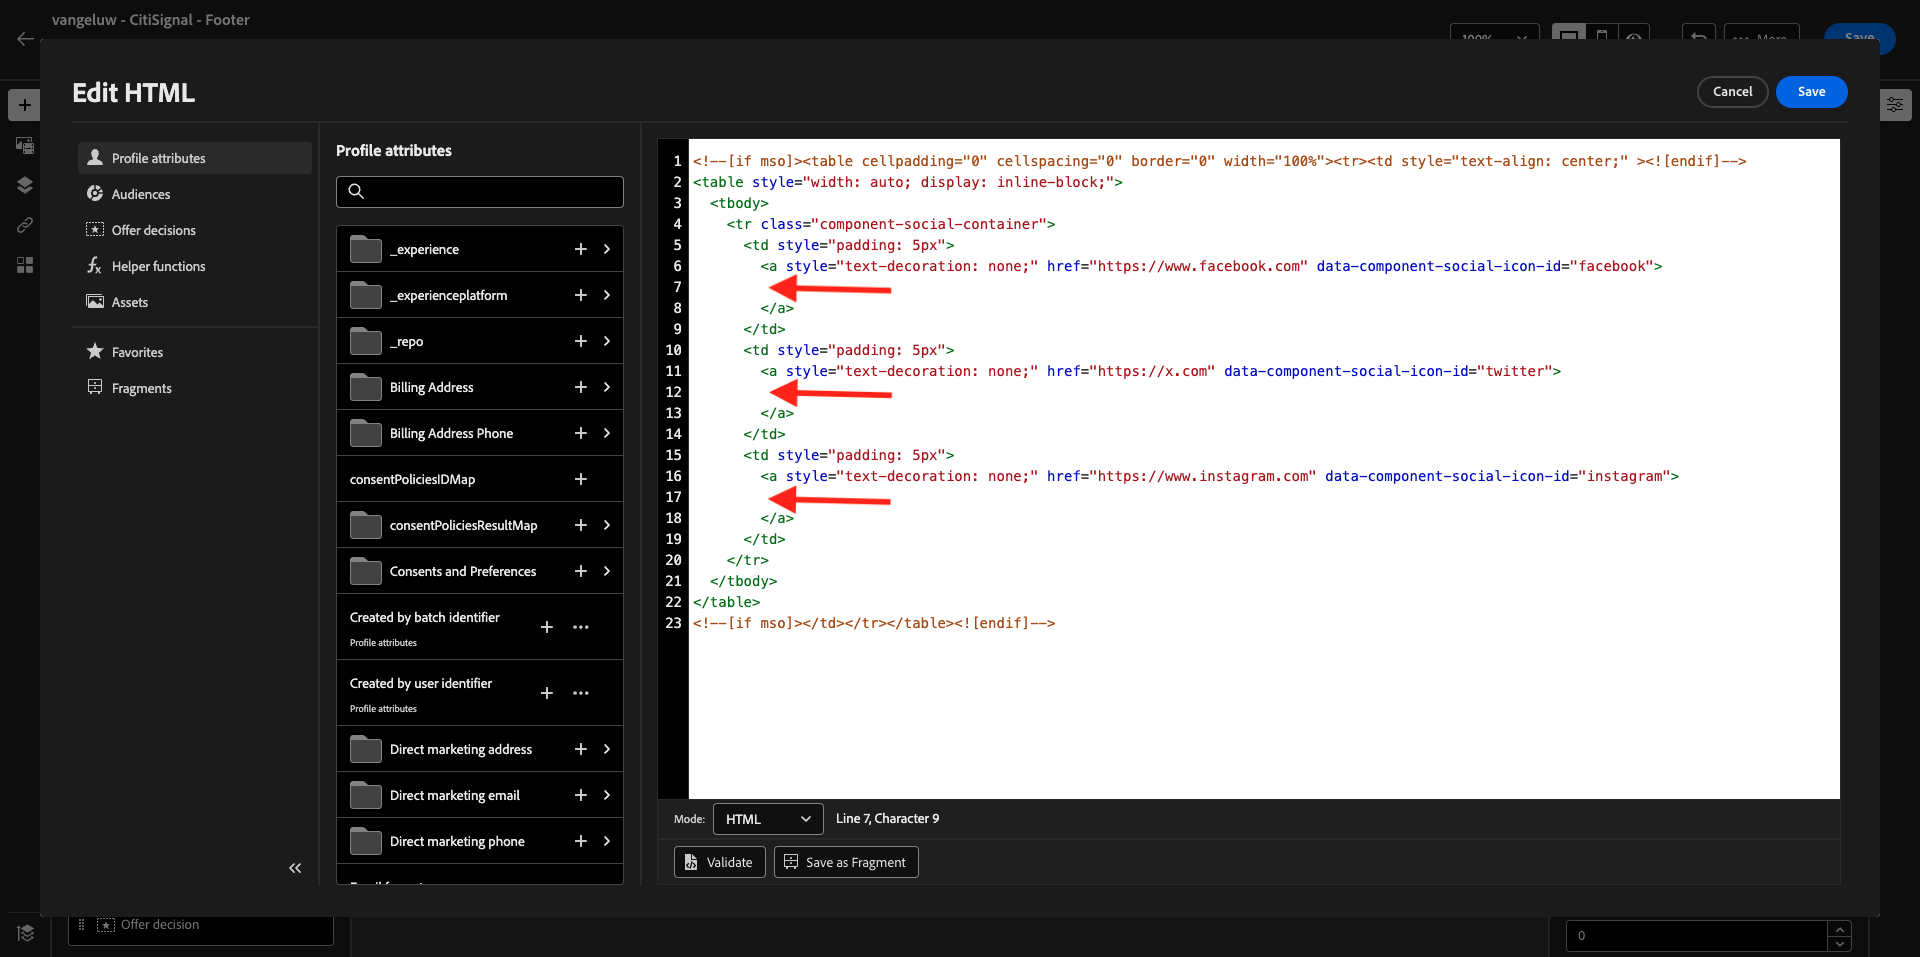 vangeluw - CitiSignal - Footer
100%
More
Save
Edit HTML
Cancel
Save
Profile attributes
Audiences
Offer decisions
Helper functions
Assets
Favorites
Fragments
Profile attributes
_experience
_experienceplatform
_repo
Billing Address
Billing Address Phone
consentPoliciesIDMap
consentPoliciesResultMap
Consents and Preferences
Created by batch identifier
Profile attributes
Created by user identifier
Profile attributes
Direct marketing address
Direct marketing email
Direct marketing phone
1 <!--[if mso]><table cellpadding="0" cellspacing="0" border="0" width="100%"><tr><td style="text-align: center;" ><![endif]-->
2 <table style="width: auto; display: inline-block;">
3 <tbody>
4 <tr class="component-social-container">
5 <td style="padding: 5px">
6 <a style="text-decoration: none;" href="https://www.facebook.com" data-component-social-icon-id="facebook">
7
8 </a>
9 </td>
10 <td style="padding: 5px">
11 <a style="text-decoration: none;" href="https://x.com" data-component-social-icon-id="twitter">
12
13 </a>
14 </td>
15 <td style="padding: 5px">
16 <a style="text-decoration: none;" href="https://www.instagram.com" data-component-social-icon-id="instagram">
17
18 </a>
19 </td>
20 </tr>
21 </tbody>
22 </table>
23 <!--[if mso]></td></tr></table><![endif]-->
Mode: HTML Line 7, Character 9
Validate
Save as Fragment
Offer decision
0